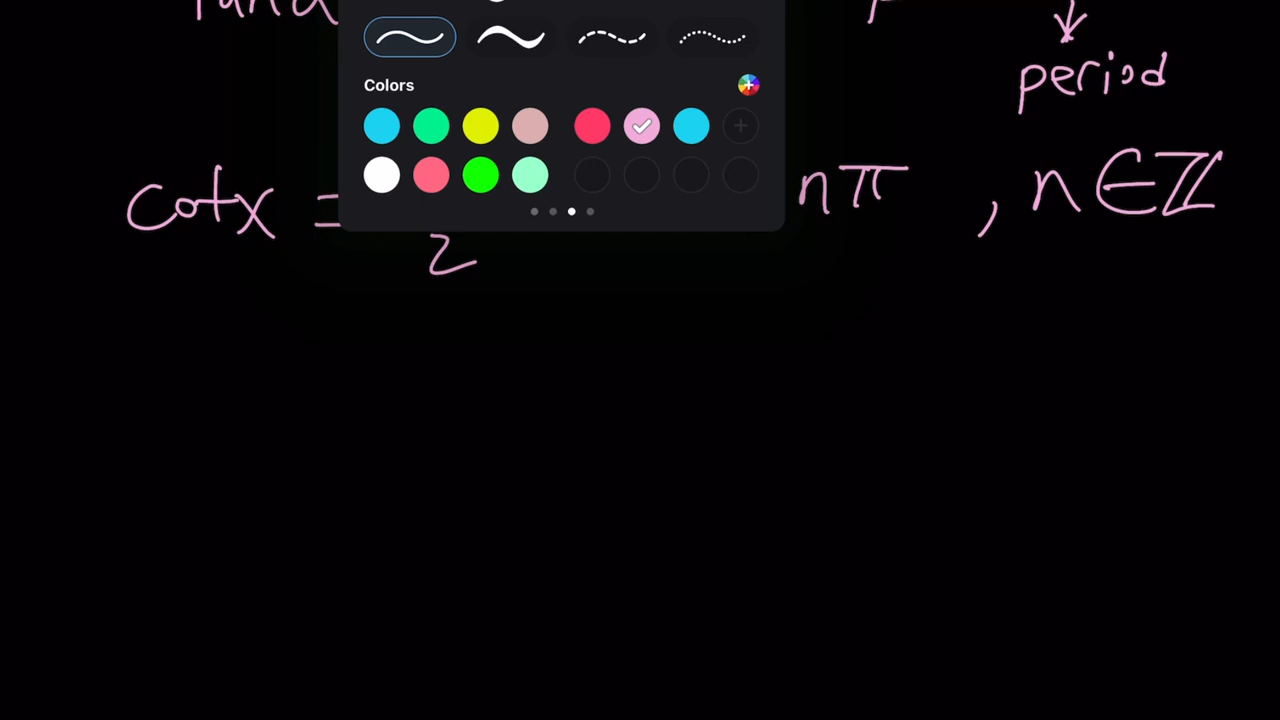 period
Colors
cotx = nπ , n∈ℤ
2